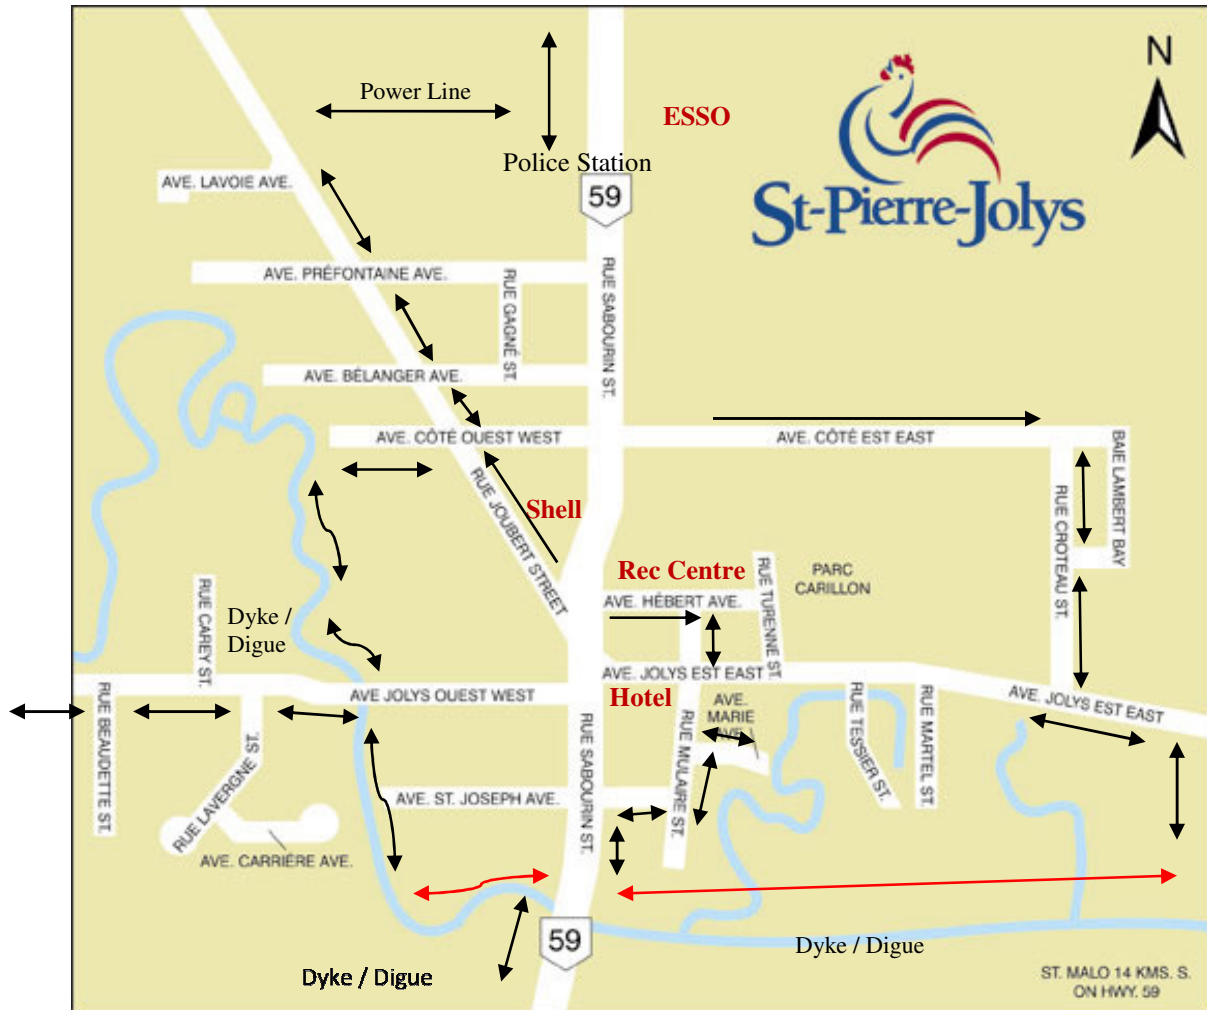 N
Power Line
ESSO
Police Station
AVE. LAVOIE AVE.
59
St-Pierre-Jolys
AVE. PRÉFONTAINE AVE.
RUE GAGNÉ ST.
RUE SABOURIN ST.
AVE. BÉLANGER AVE.
AVE. CÔTÉ OUEST WEST
AVE. CÔTÉ EST EAST
BAIE LAMBERT BAY
RUE JOUBERT STREET
Shell
RUE CROTEAU ST.
Rec Centre
PARC
CARILLON
RUE TURENNE ST.
AVE. HÉBERT AVE.
RUE CAREY ST.
Dyke /
Digue
AVE. JOLYS EST EAST
AVE JOLYS OUEST WEST
Hotel
AVE.
MARIE
AVE.
RUE BEAUDETTE ST.
RUE LAVERGNE ST.
RUE SABOURIN ST.
RUE MULAIRE ST.
RUE TESSIER ST.
RUE MARTEL ST.
AVE. JOLYS EST EAST
AVE. ST. JOSEPH AVE.
AVE. CARRIÈRE AVE.
59
Dyke / Digue
Dyke / Digue
ST. MALO 14 KMS. S.
ON HWY. 59